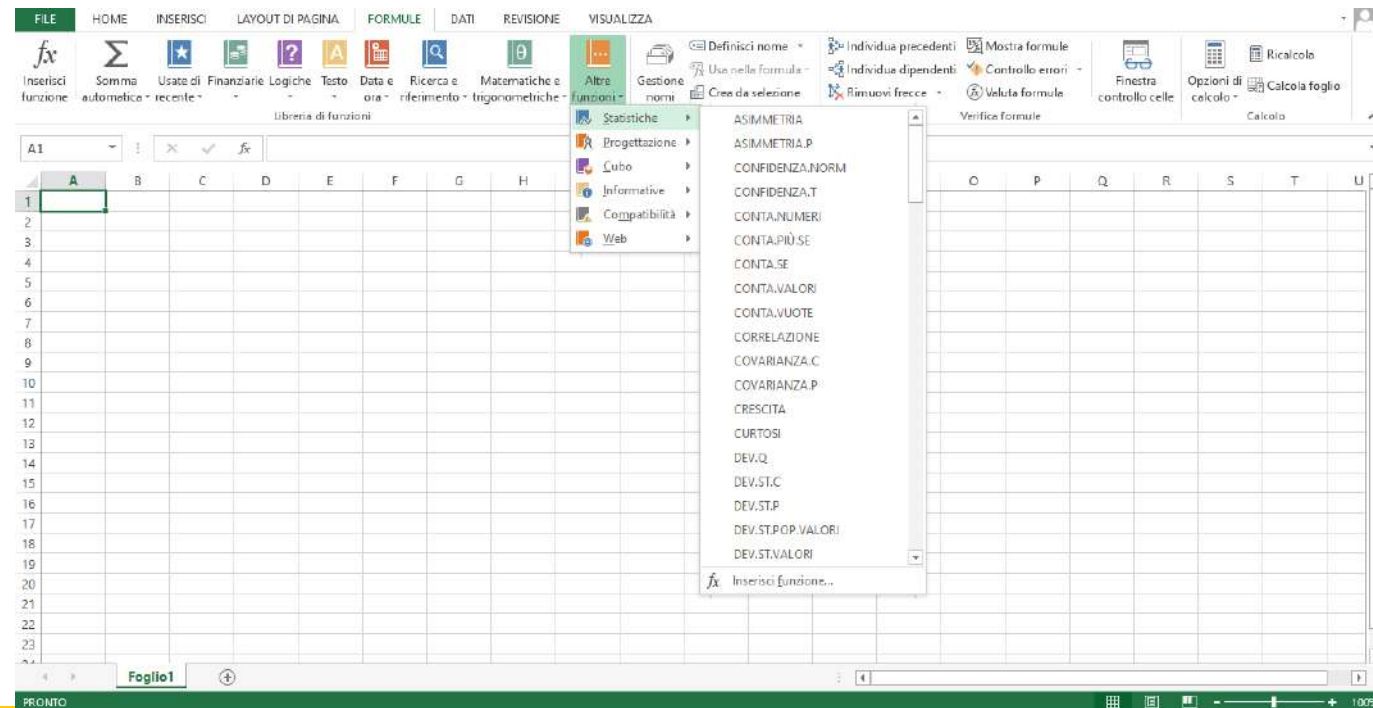 FILE HOME INSERISCI LAYOUT DI PAGINA FORMULE DATI REVISIONE VISUALIZZA
fx Σ ? A θ
Inserisci funzione
Somma automatica
Usate di recente
Finanziarie
Logiche
Testo
Data e ora
Ricerca e riferimento
Matematiche e trigonometriche
Altre funzioni
Gestione nomi
Definisci nome
Usa nella formula
Crea da selezione
Individua precedenti
Individua dipendenti
Rimuovi frecce
Mostra formule
Controllo errori
Valuta formula
Finestra controllo celle
Opzioni di calcolo
Ricalcola
Calcola foglio
Libreria di funzioni
Verifica formule
Calcolo
A1 fx
A B C D E F G H O P Q R S T U
1
2
3
4
5
6
7
8
9
10
11
12
13
14
15
16
17
18
19
20
21
22
23
24
Statistiche
Progettazione
Cubo
Informative
Compatibilità
Web
ASIMMETRIA
ASIMMETRIA.P
CONFIDENZA.NORM
CONFIDENZA.T
CONTA.NUMERI
CONTA.PIÙ.SE
CONTA.SE
CONTA.VALORI
CONTA.VUOTE
CORRELAZIONE
COVARIANZA.C
COVARIANZA.P
CRESCITA
CURTOSI
DEV.Q
DEV.ST.C
DEV.ST.P
DEV.ST.POP.VALORI
DEV.ST.VALORI
fx Inserisci funzione...
Foglio1
PRONTO 100%